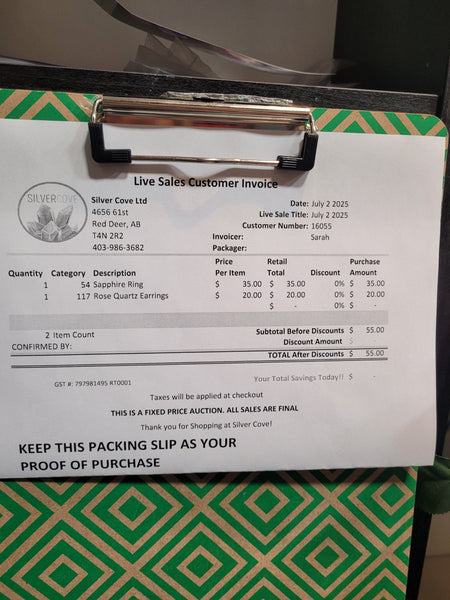 Live Sales Customer Invoice
SILVERCOVE
Silver Cove Ltd
4656 61st
Red Deer, AB
T4N 2R2
403-986-3682
Date: July 2 2025
Live Sale Title: July 2 2025
Customer Number: 16055
Invoicer: Sarah
Packager:
Quantity Category Description Price Per Item Retail Total Discount Purchase Amount
1 54 Sapphire Ring $ 35.00 $ 35.00 0% $ 35.00
1 117 Rose Quartz Earrings $ 20.00 $ 20.00 0% $ 20.00
$ - 0% $ -
2 Item Count Subtotal Before Discounts $ 55.00
CONFIRMED BY: Discount Amount $ -
TOTAL After Discounts $ 55.00
GST #: 797981495 RT0001 Your Total Savings Today!! $ -
Taxes will be applied at checkout
THIS IS A FIXED PRICE AUCTION. ALL SALES ARE FINAL
Thank you for Shopping at Silver Cove!
KEEP THIS PACKING SLIP AS YOUR
PROOF OF PURCHASE